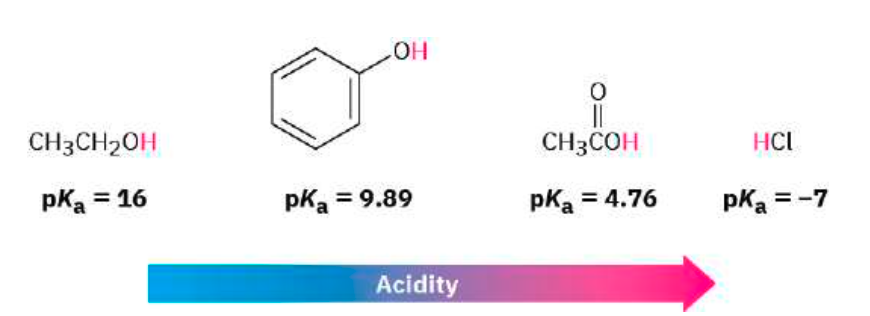 OH
O
CH₃CH₂OH
CH₃COH
HCl
pKₐ = 16
pKₐ = 9.89
pKₐ = 4.76
pKₐ = –7
Acidity